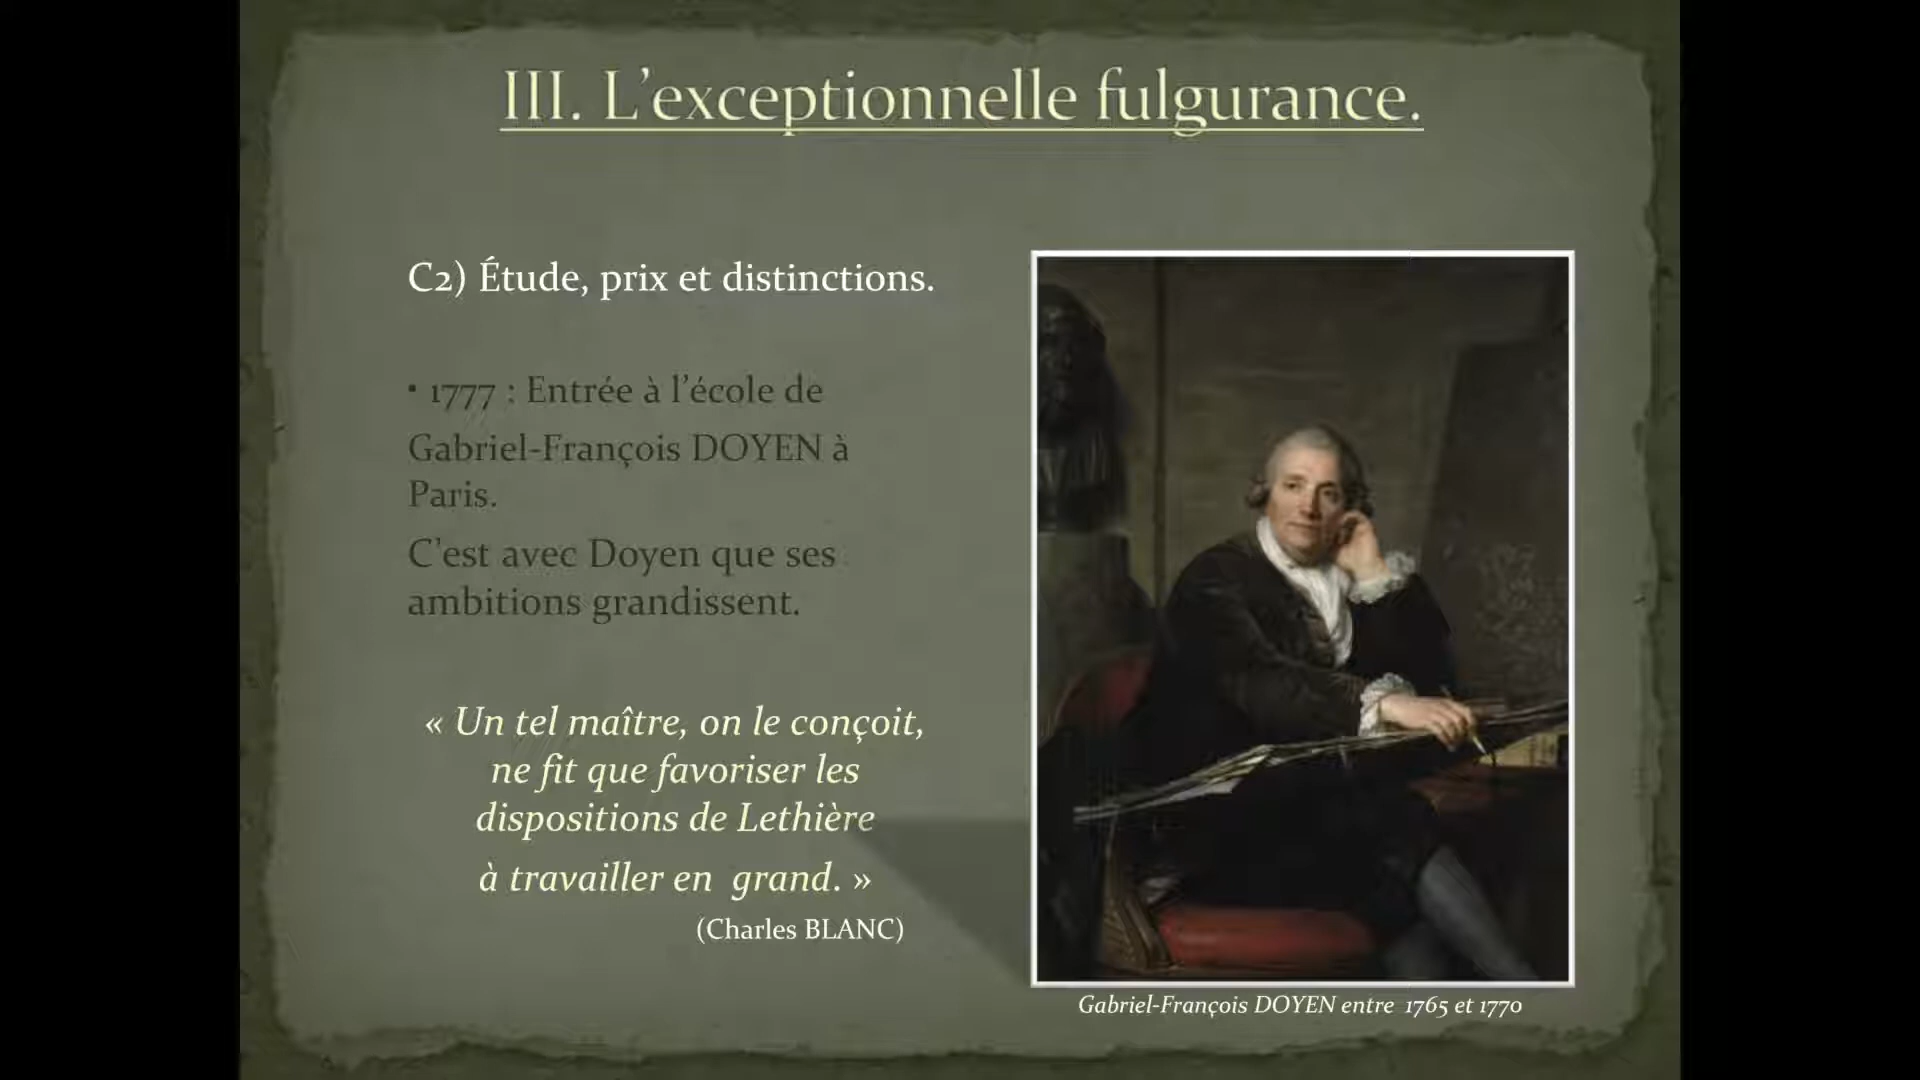 III. L’exceptionnelle fulgurance.
C2) Étude, prix et distinctions.
▪ 1777 : Entrée à l’école de
Gabriel-François DOYEN à
Paris.
C’est avec Doyen que ses
ambitions grandissent.
« Un tel maître, on le conçoit,
ne fit que favoriser les
dispositions de Lethière
à travailler en  grand. »
(Charles BLANC)
Gabriel-François DOYEN entre  1765 et 1770